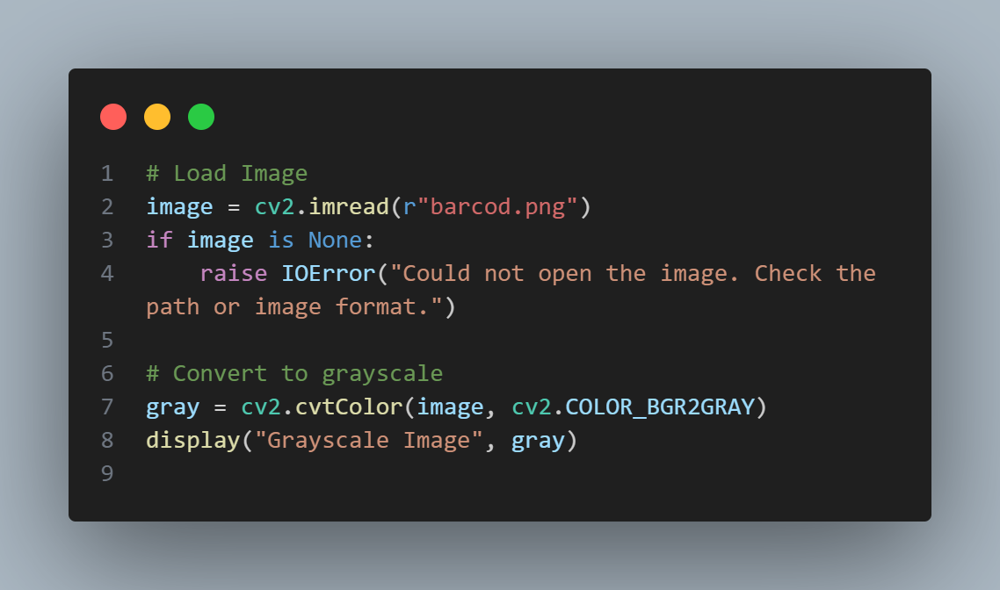 1 # Load Image
2 image = cv2.imread(r"barcod.png")
3 if image is None:
4     raise IOError("Could not open the image. Check the
path or image format.")
5
6 # Convert to grayscale
7 gray = cv2.cvtColor(image, cv2.COLOR_BGR2GRAY)
8 display("Grayscale Image", gray)
9